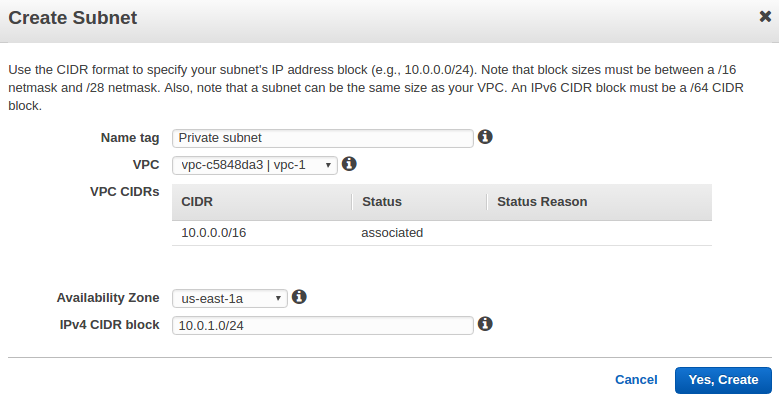 Create Subnet
Use the CIDR format to specify your subnet's IP address block (e.g., 10.0.0.0/24). Note that block sizes must be between a /16
netmask and /28 netmask. Also, note that a subnet can be the same size as your VPC. An IPv6 CIDR block must be a /64 CIDR
block.
Name tag Private subnet
VPC vpc-c5848da3 | vpc-1
VPC CIDRs
CIDR Status Status Reason
10.0.0.0/16 associated
Availability Zone us-east-1a
IPv4 CIDR block 10.0.1.0/24
Cancel Yes, Create